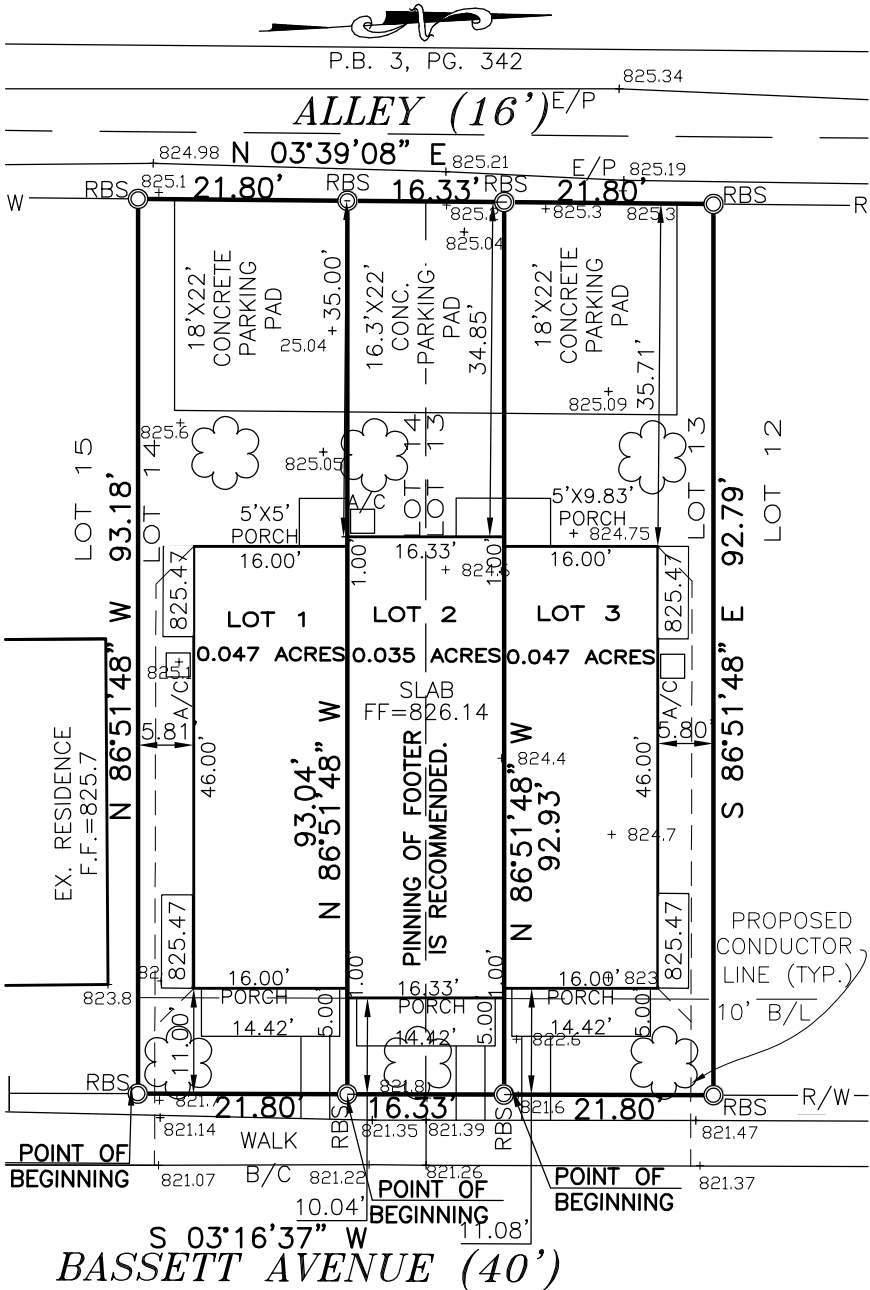 P.B. 3, PG. 342
825.34
ALLEY (16')
E/P
824.98
N 03°39'08" E
825.21
E/P
825.19
RBS
825.1
21.80'
RBS
16.33'
RBS
21.80'
RBS
W
R
825.3
825.3
825.04
18'X22'
CONCRETE
PARKING
PAD
35.00'
16.3'X22'
CONC.
PARKING
PAD
34.85'
18'X22'
CONCRETE
PARKING
PAD
35.71'
25.04
825.09
LOT 15
LOT 14
825.6
825.05
LOT 14
LOT 13
LOT 13
LOT 12
93.18'
N 86°51'48" W
92.79'
S 86°51'48" E
5'X5'
PORCH
A/C
5'X9.83'
PORCH
824.75
16.00'
1.00'
16.33'
1.00'
16.00'
825.47
825.47
LOT 1
LOT 2
LOT 3
0.047 ACRES
0.035 ACRES
0.047 ACRES
825.1
A/C
SLAB
FF=826.14
A/C
5.81'
5.80'
46.00'
46.00'
EX. RESIDENCE
F.F.=825.7
93.04'
N 86°51'48" W
PINNING OF FOOTER
IS RECOMMENDED.
824.4
N 86°51'48" W
92.93'
824.7
825.47
825.47
PROPOSED
CONDUCTOR
LINE (TYP.)
823.8
16.00'
1.00'
16.33'
1.00'
16.00'
823
10' B/L
PORCH
14.42'
5.00'
PORCH
14.42'
5.00'
PORCH
14.42'
5.00'
11.00'
822.6
RBS
821.8
R/W
21.80'
16.33'
821.6
21.80'
RBS
821.14
WALK
RBS
821.35
821.39
RBS
821.47
POINT OF
BEGINNING
821.07
B/C
821.22
821.26
821.37
POINT OF
BEGINNING
POINT OF
BEGINNING
10.04'
11.08'
S 03°16'37" W
BASSETT AVENUE (40')